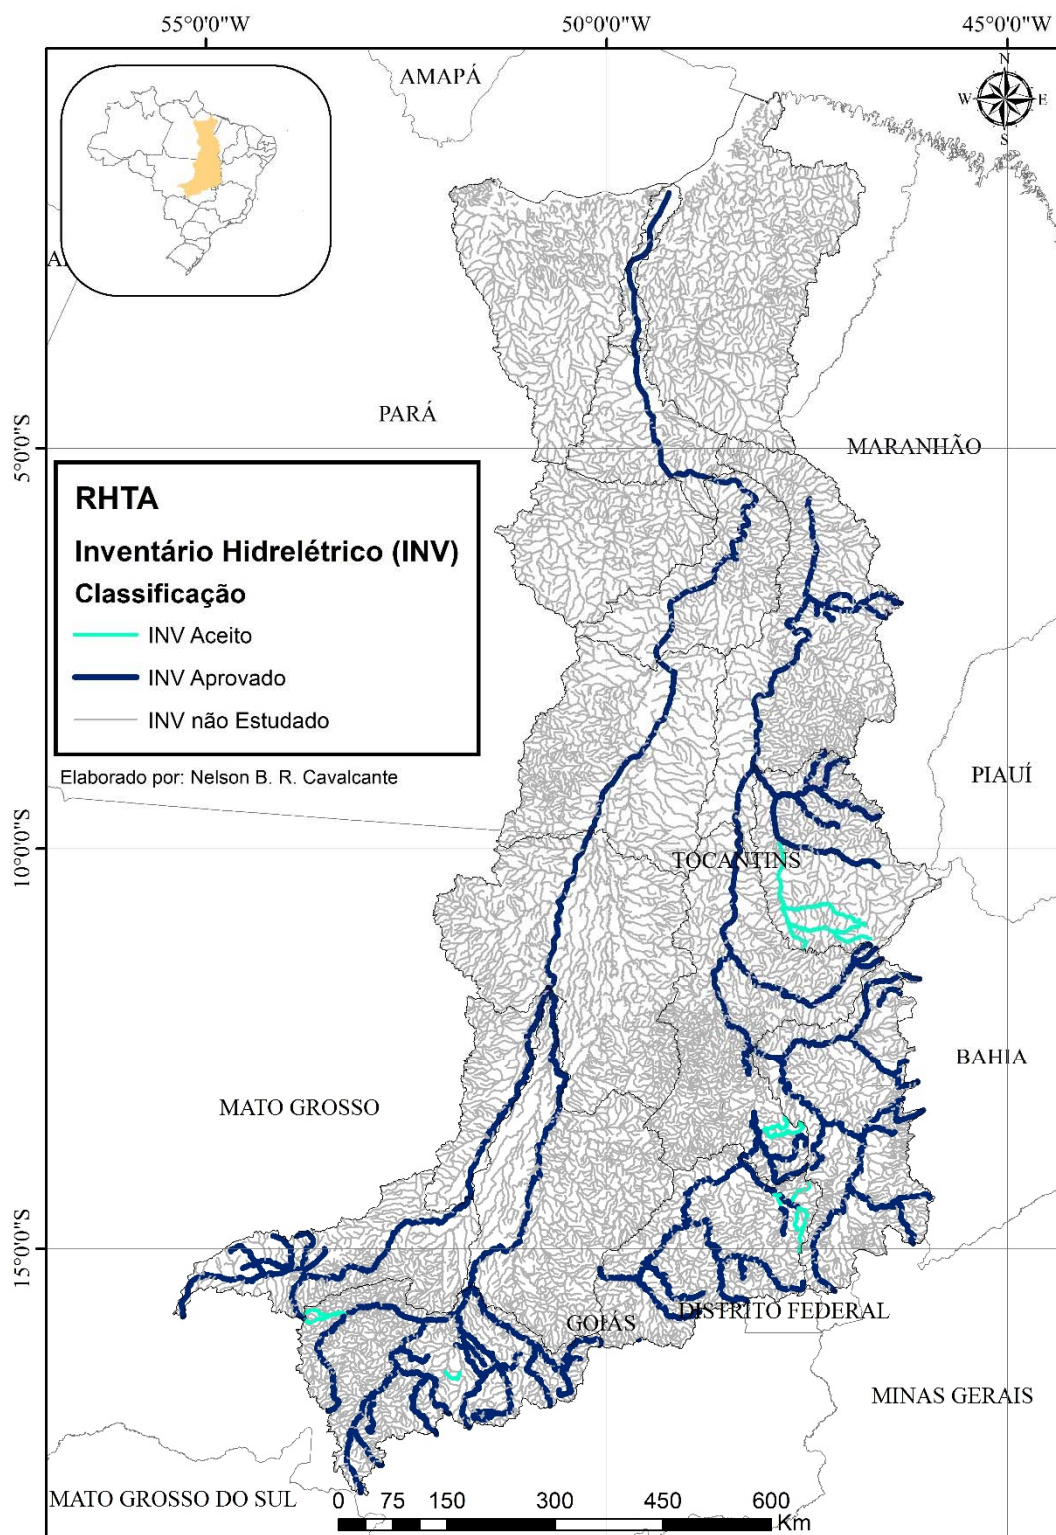 55°0'0"W
50°0'0"W
45°0'0"W
N
W
E
S
AMAPÁ
PARÁ
MARANHÃO
5°0'0"S
RHTA
Inventário Hidrelétrico (INV)
Classificação
INV Aceito
INV Aprovado
INV não Estudado
Elaborado por: Nelson B. R. Cavalcante
PIAUÍ
10°0'0"S
TOCANTINS
BAHIA
MATO GROSSO
15°0'0"S
GOIÁS
DISTRITO FEDERAL
MINAS GERAIS
MATO GROSSO DO SUL
0 75 150 300 450 600
Km